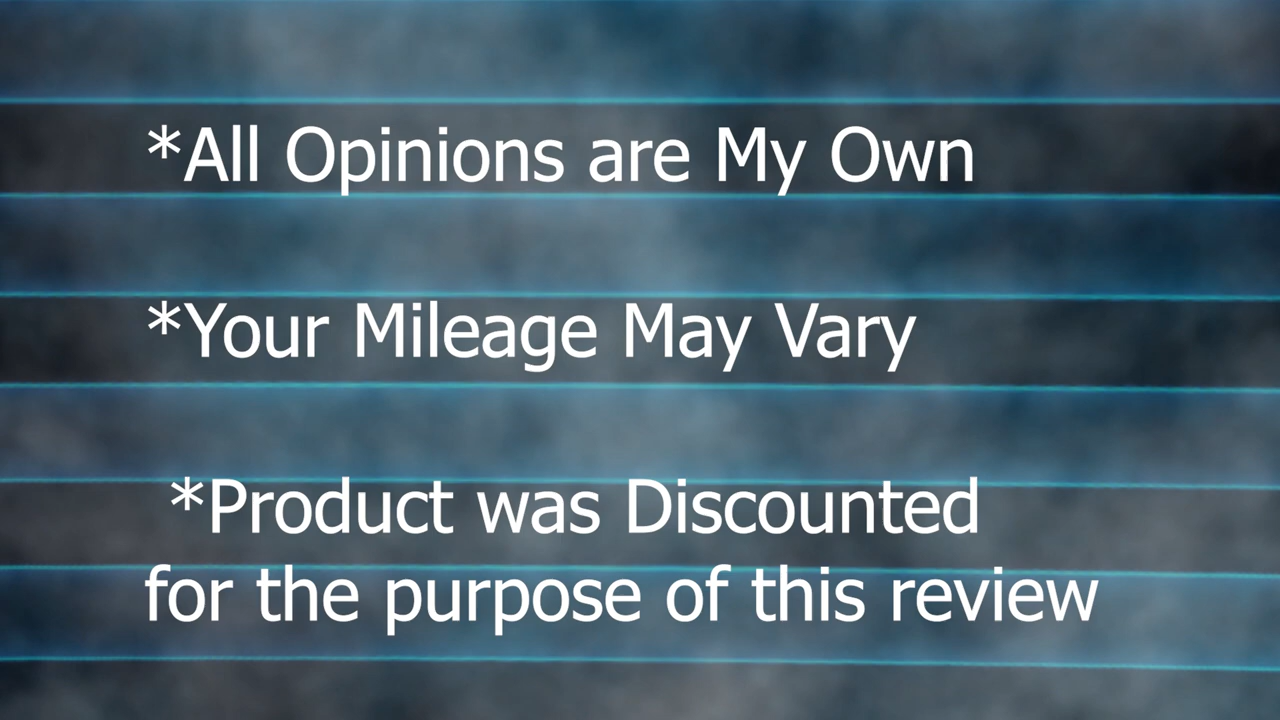 *All Opinions are My Own
*Your Mileage May Vary
*Product was Discounted
for the purpose of this review